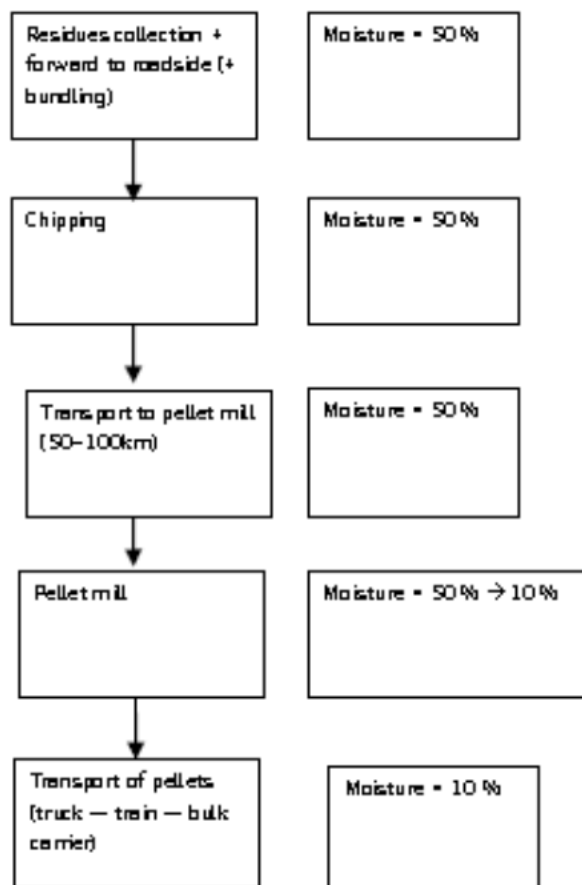 Residues collection +
forward to roadside (+
bundling)
Moisture = 50 %
Chipping
Moisture = 50 %
Transport to pellet mill
(50–100km)
Moisture = 50 %
Pellet mill
Moisture = 50 % → 10 %
Transport of pellets
(truck — train — bulk
carrier)
Moisture = 10 %